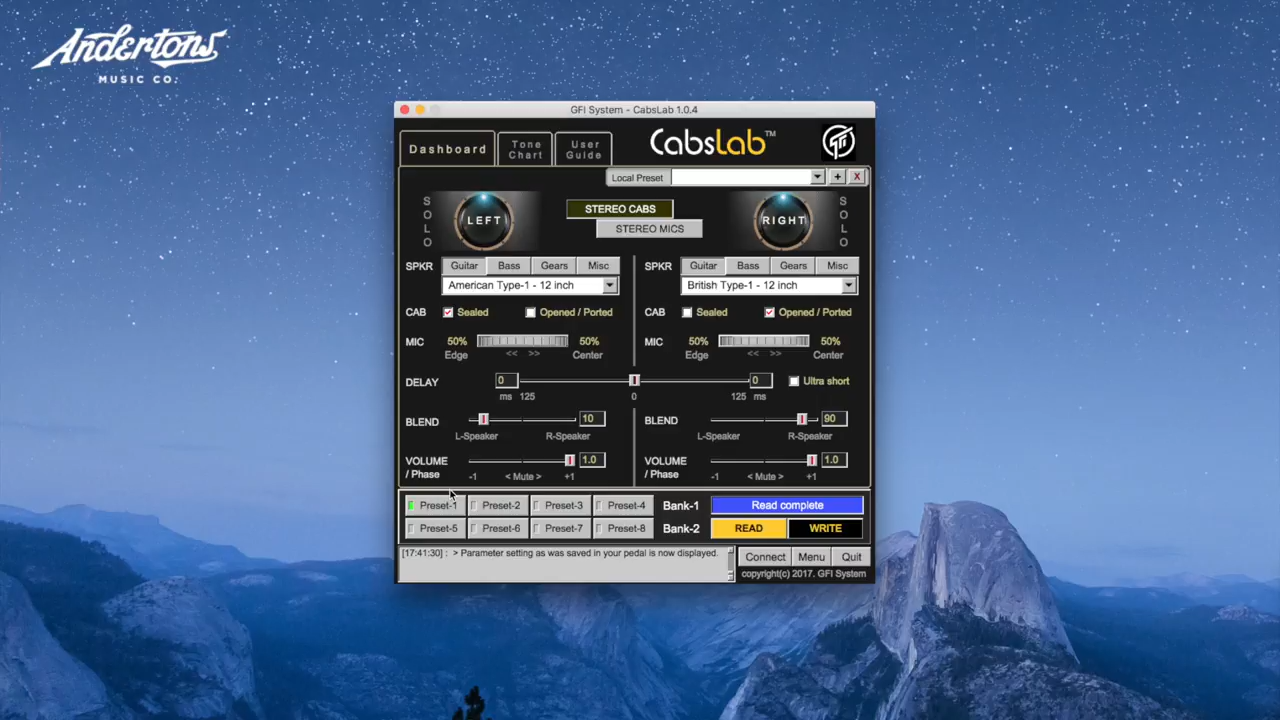 Andertons
MUSIC CO.
GFI System - CabsLab 1.0.4
Dashboard
Tone Chart
User Guide
CabsLab™
Local Preset
+
X
SOLO
LEFT
STEREO CABS
STEREO MICS
RIGHT
SOLO
SPKR Guitar Bass Gears Misc
American Type-1 - 12 inch
CAB Sealed Opened / Ported
MIC 50% 50%
Edge << >> Center
SPKR Guitar Bass Gears Misc
British Type-1 - 12 inch
CAB Sealed Opened / Ported
MIC 50% 50%
Edge << >> Center
DELAY 0 0 Ultra short
ms 125 0 125 ms
BLEND 10
L-Speaker R-Speaker
VOLUME 1.0
/ Phase -1 < Mute > +1
BLEND 90
L-Speaker R-Speaker
VOLUME 1.0
/ Phase -1 < Mute > +1
Preset-1 Preset-2 Preset-3 Preset-4 Bank-1 Read complete
Preset-5 Preset-6 Preset-7 Preset-8 Bank-2 READ WRITE
[17:41:30] : > Parameter setting as was saved in your pedal is now displayed.
Connect Menu Quit
copyright(c) 2017. GFI System